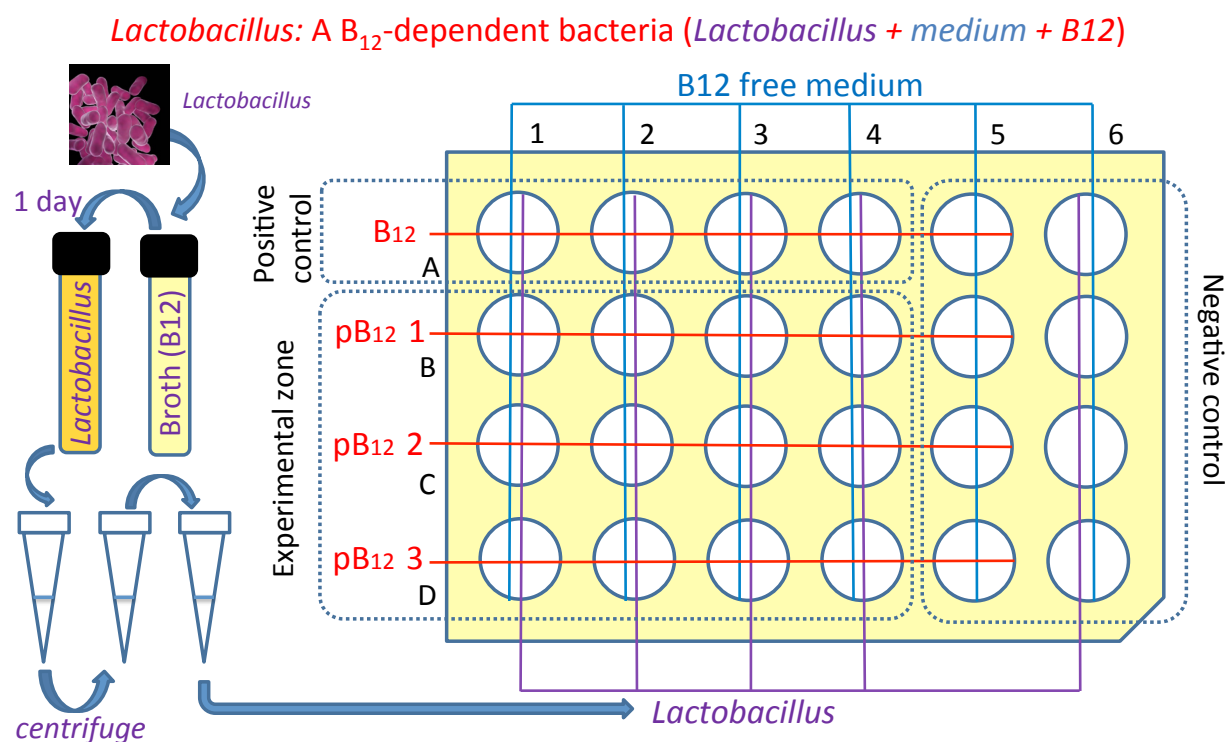 Lactobacillus: A B12-dependent bacteria (Lactobacillus + medium + B12)
Lactobacillus
B12 free medium
1 2 3 4 5 6
1 day
Positive
control
B12
A
Lactobacillus
Broth (B12)
Experimental zone
pB12 1
B
pB12 2
C
pB12 3
D
Negative control
centrifuge
Lactobacillus